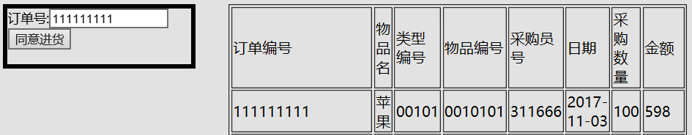 订单号:111111111
同意进货
订单编号 物品名 类型编号 物品编号 采购员号 日期 采购数量 金额
111111111 苹果 00101 0010101 311666 2017-11-03 100 598